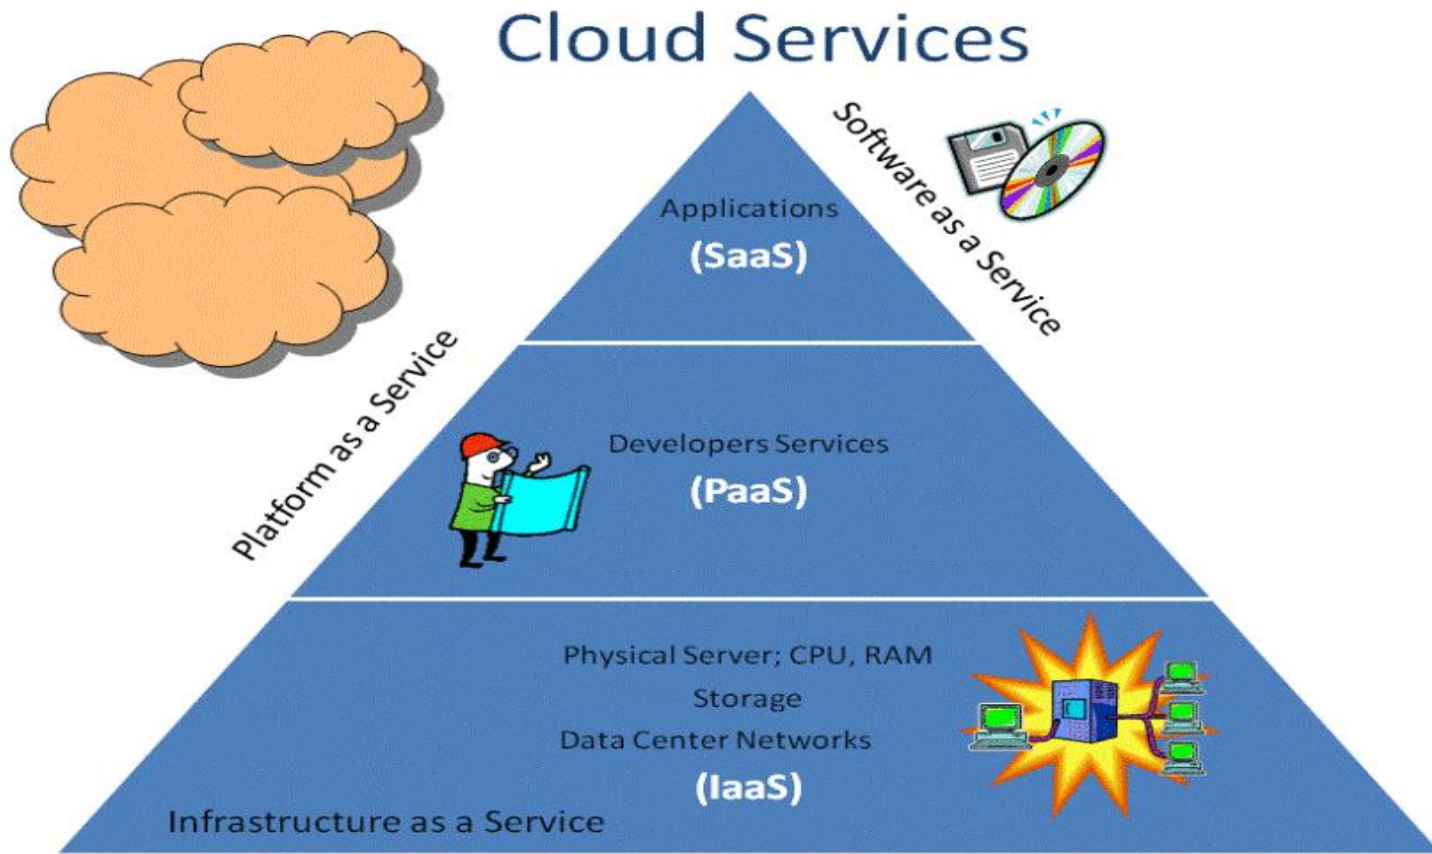 Cloud Services
Software as a Service
Applications
(SaaS)
Platform as a Service
Developers Services
(PaaS)
Physical Server; CPU, RAM
Storage
Data Center Networks
(IaaS)
Infrastructure as a Service